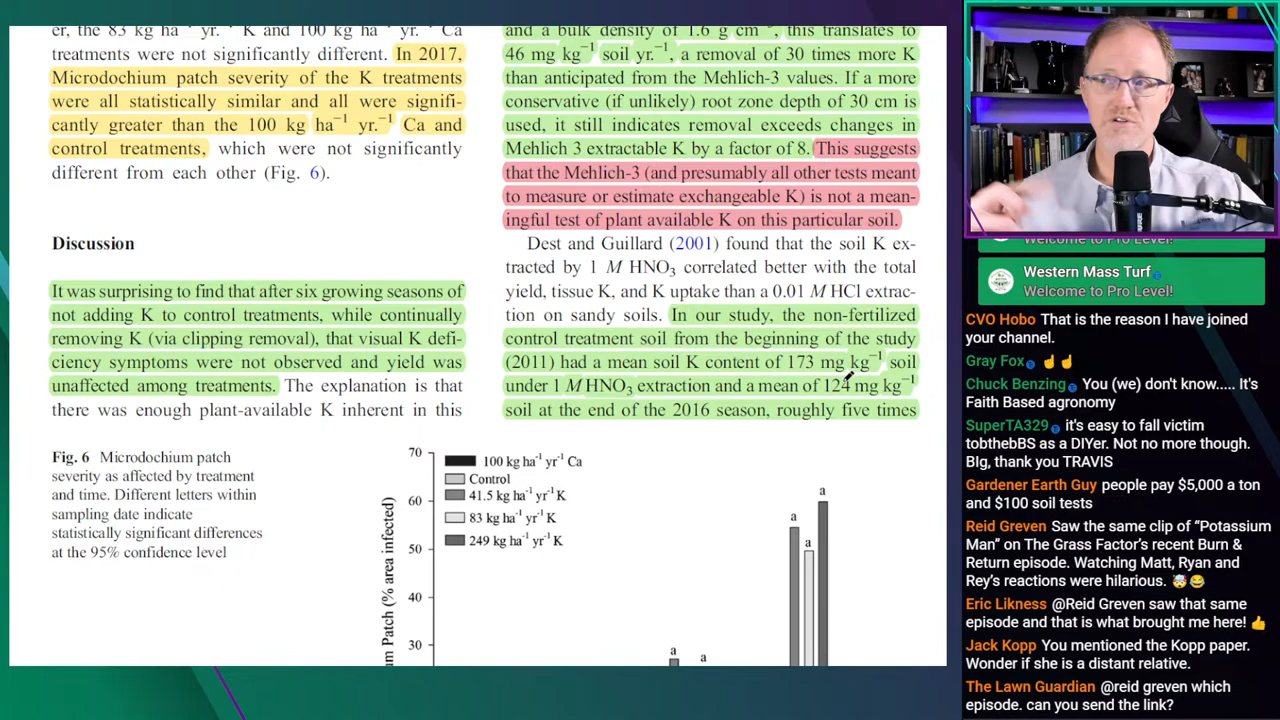 er, the 83 kg ha⁻¹ yr.⁻¹ K and 100 kg ha⁻¹ yr.⁻¹ Ca
treatments were not significantly different. In 2017,
Microdochium patch severity of the K treatments
were all statistically similar and all were signifi-
cantly greater than the 100 kg ha⁻¹ yr.⁻¹ Ca and
control treatments, which were not significantly
different from each other (Fig. 6).
Discussion
It was surprising to find that after six growing seasons of
not adding K to control treatments, while continually
removing K (via clipping removal), that visual K defi-
ciency symptoms were not observed and yield was
unaffected among treatments. The explanation is that
there was enough plant-available K inherent in this
and a bulk density of 1.6 g cm⁻³, this translates to
46 mg kg⁻¹ soil yr.⁻¹, a removal of 30 times more K
than anticipated from the Mehlich-3 values. If a more
conservative (if unlikely) root zone depth of 30 cm is
used, it still indicates removal exceeds changes in
Mehlich 3 extractable K by a factor of 8. This suggests
that the Mehlich-3 (and presumably all other tests meant
to measure or estimate exchangeable K) is not a mean-
ingful test of plant available K on this particular soil.
Dest and Guillard (2001) found that the soil K ex-
tracted by 1 M HNO₃ correlated better with the total
yield, tissue K, and K uptake than a 0.01 M HCl extrac-
tion on sandy soils. In our study, the non-fertilized
control treatment soil from the beginning of the study
(2011) had a mean soil K content of 173 mg kg⁻¹ soil
under 1 M HNO₃ extraction and a mean of 124 mg kg⁻¹
soil at the end of the 2016 season, roughly five times
Fig. 6 Microdochium patch
severity as affected by treatment
and time. Different letters within
sampling date indicate
statistically significant differences
at the 95% confidence level
70
60
50
40
30
m Patch (% area infected)
100 kg ha⁻¹ yr⁻¹ Ca
Control
41.5 kg ha⁻¹ yr⁻¹ K
83 kg ha⁻¹ yr⁻¹ K
249 kg ha⁻¹ yr⁻¹ K
a
a
a
a
a
Welcome to Pro Level!
Western Mass Turf
Welcome to Pro Level!
CVO Hobo That is the reason I have joined
your channel.
Gray Fox ☝☝
Chuck Benzing You (we) don't know..... It's
Faith Based agronomy
SuperTA329 it's easy to fall victim
tobthebBS as a DIYer. Not no more though.
BIg, thank you TRAVIS
Gardener Earth Guy people pay $5,000 a ton
and $100 soil tests
Reid Greven Saw the same clip of “Potassium
Man” on The Grass Factor's recent Burn &
Return episode. Watching Matt, Ryan and
Rey's reactions were hilarious. 🤯😂
Eric Likness @Reid Greven saw that same
episode and that is what brought me here! 👍
Jack Kopp You mentioned the Kopp paper.
Wonder if she is a distant relative.
The Lawn Guardian @reid greven which
episode. can you send the link?